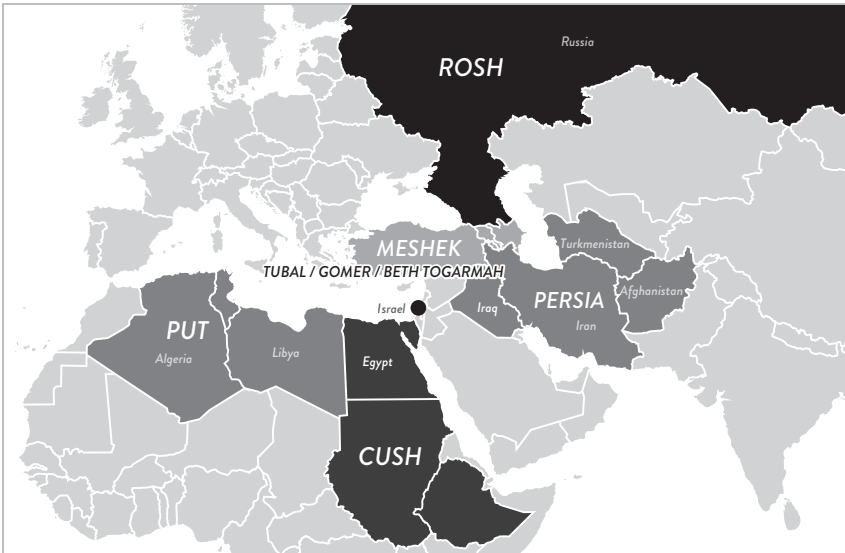 Russia
ROSH
MESHEK
Turkmenistan
TUBAL / GOMER / BETH TOGARMAH
Afghanistan
PERSIA
Israel
Iraq
Iran
PUT
Libya
Algeria
Egypt
CUSH